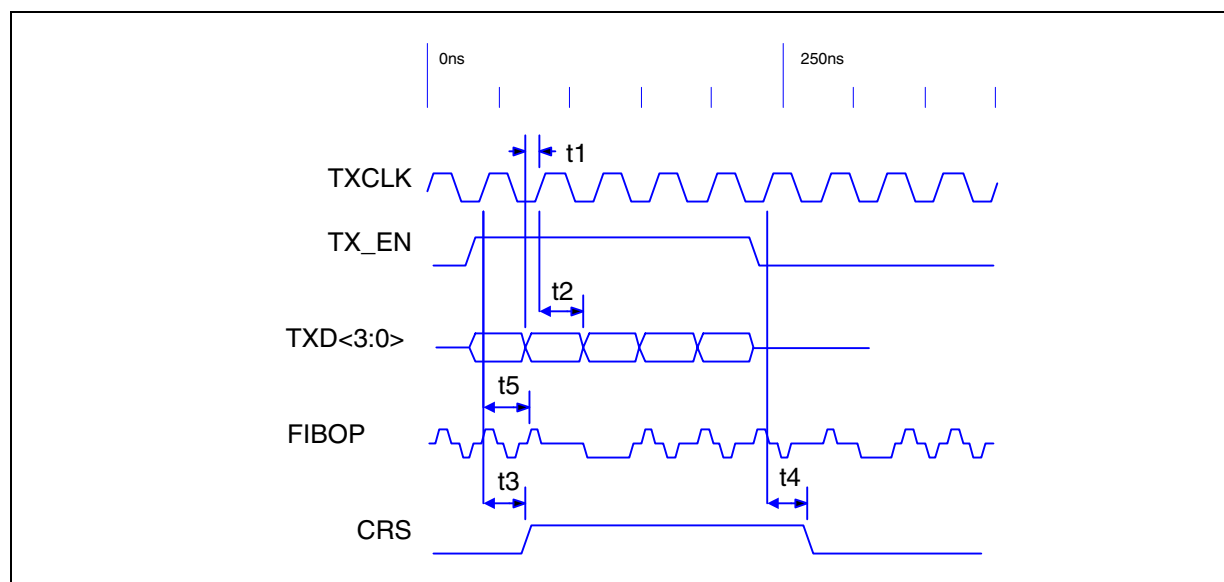 0ns 250ns
t1
TXCLK
TX_EN
t2
TXD<3:0>
t5
FIBOP
t3 t4
CRS